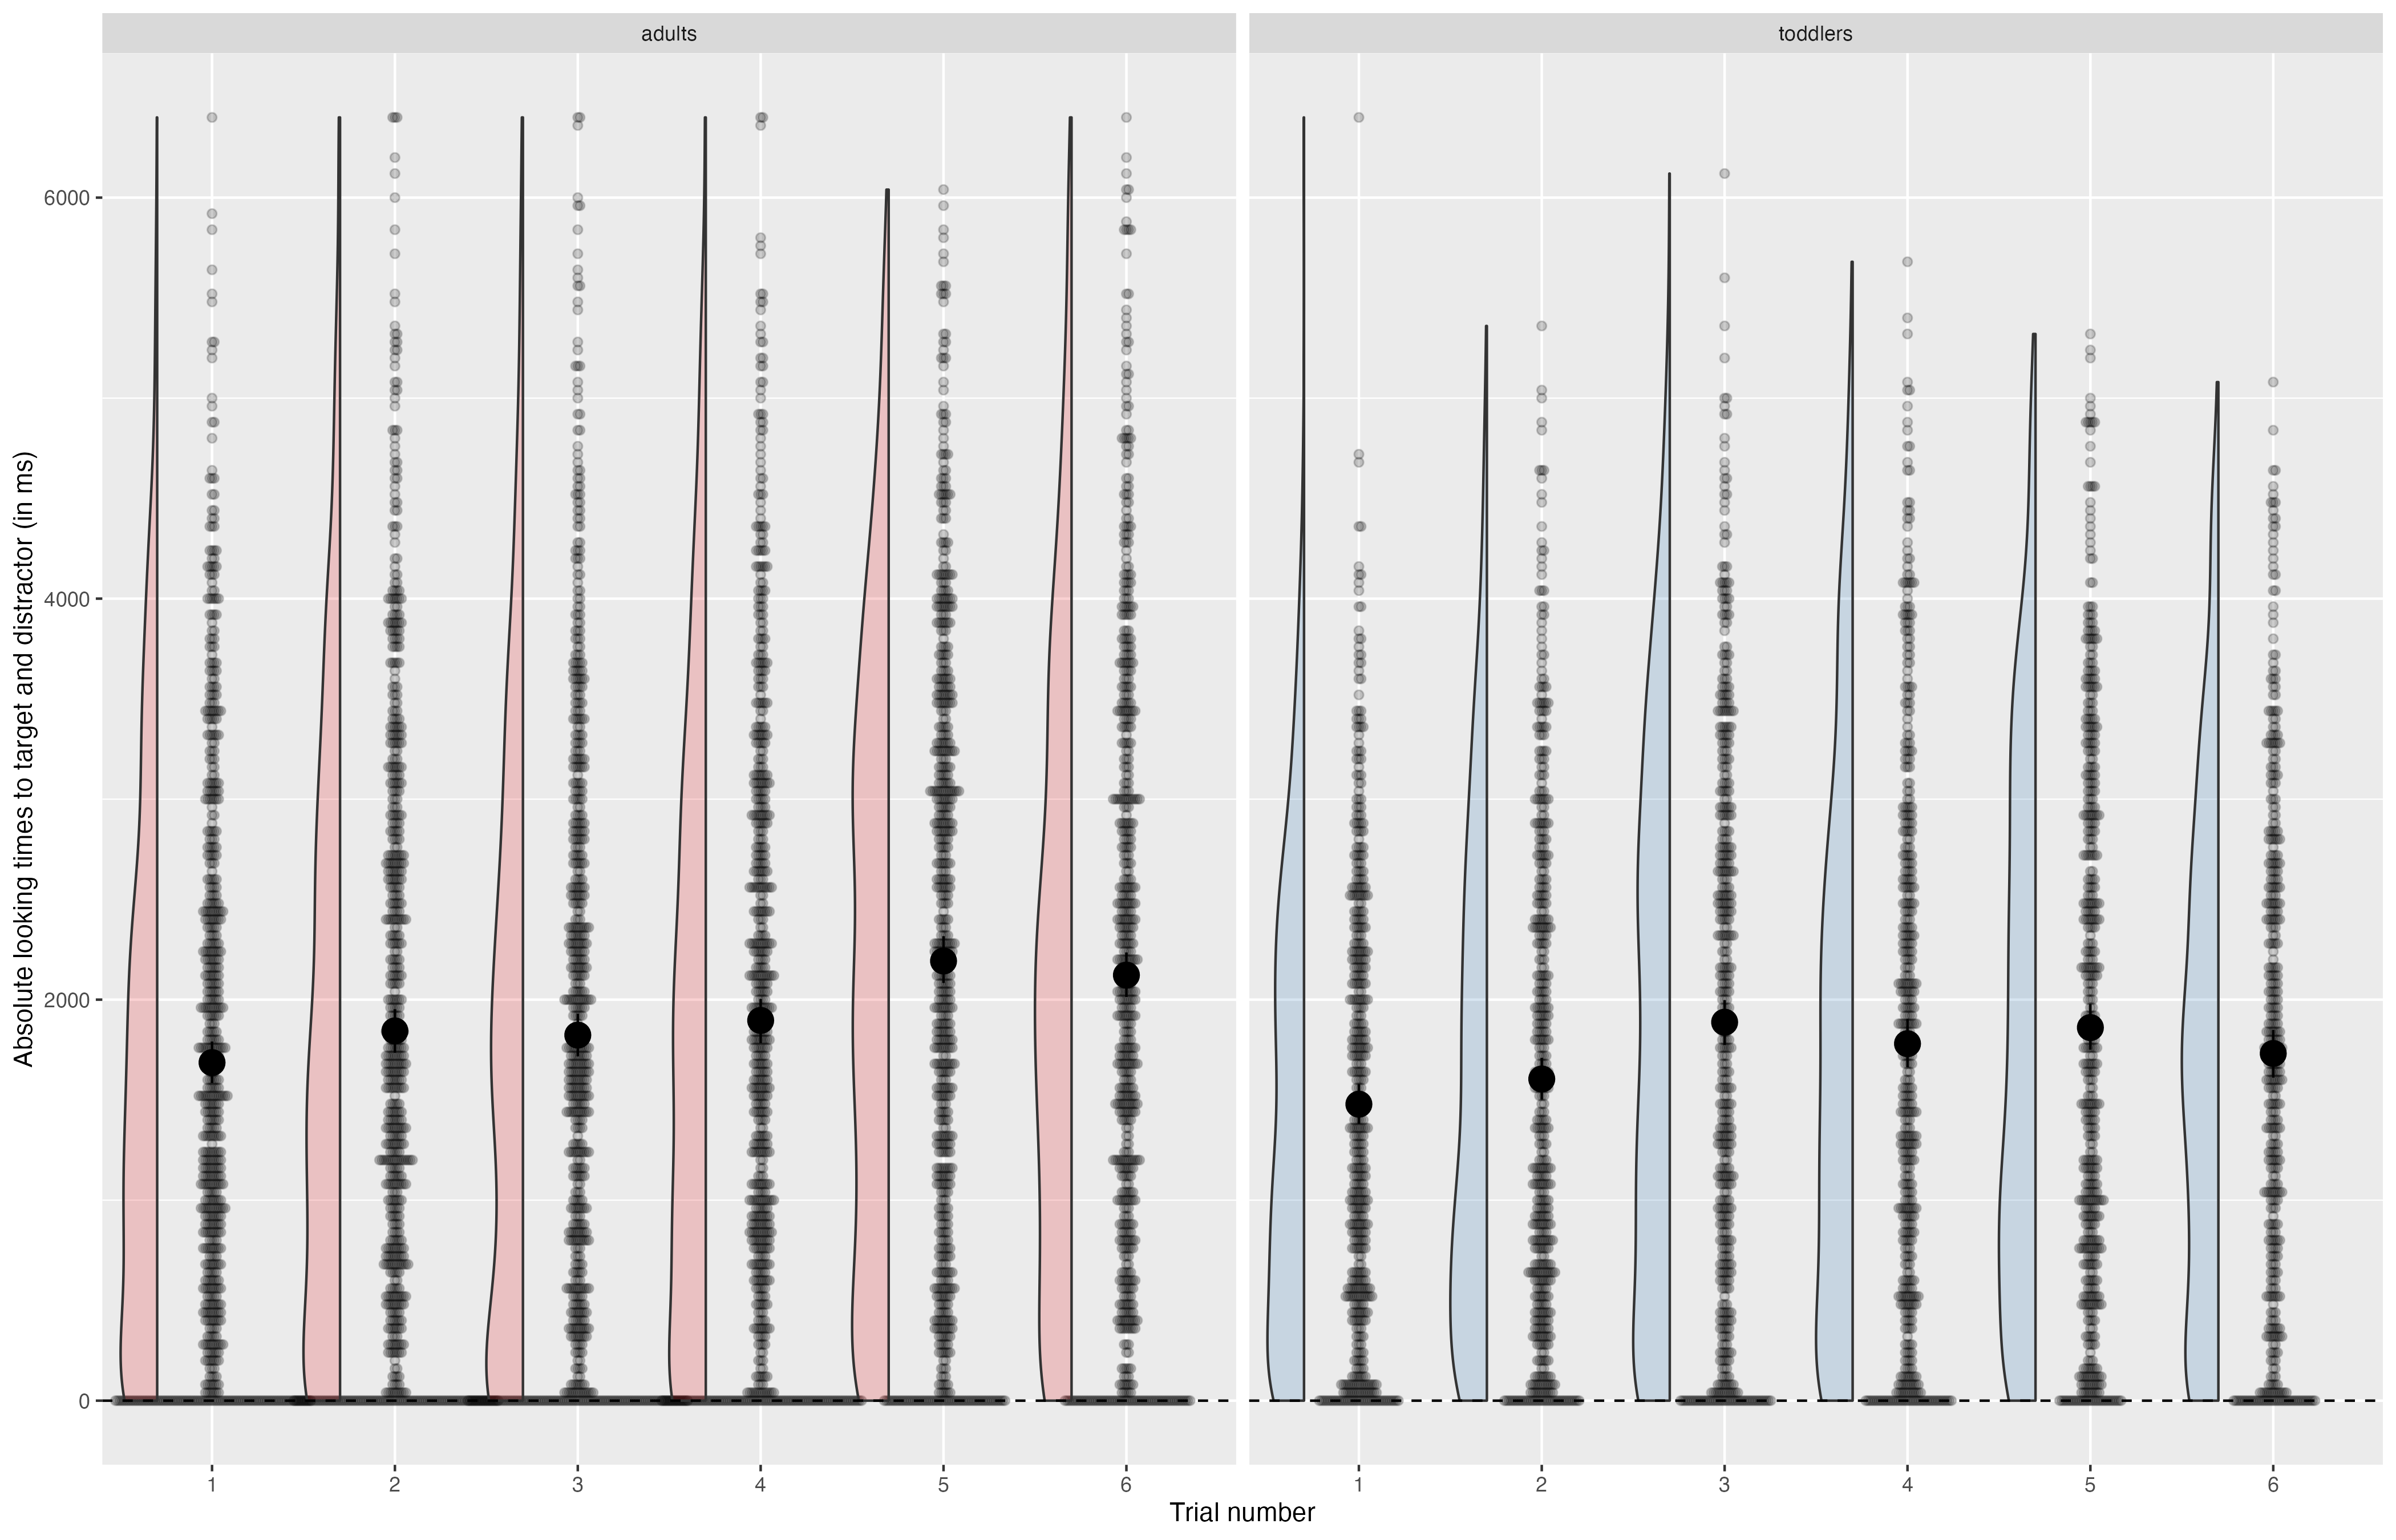 adults
toddlers
Absolute looking times to target and distractor (in ms)
6000
4000
2000
0
1 2 3 4 5 6
1 2 3 4 5 6
Trial number